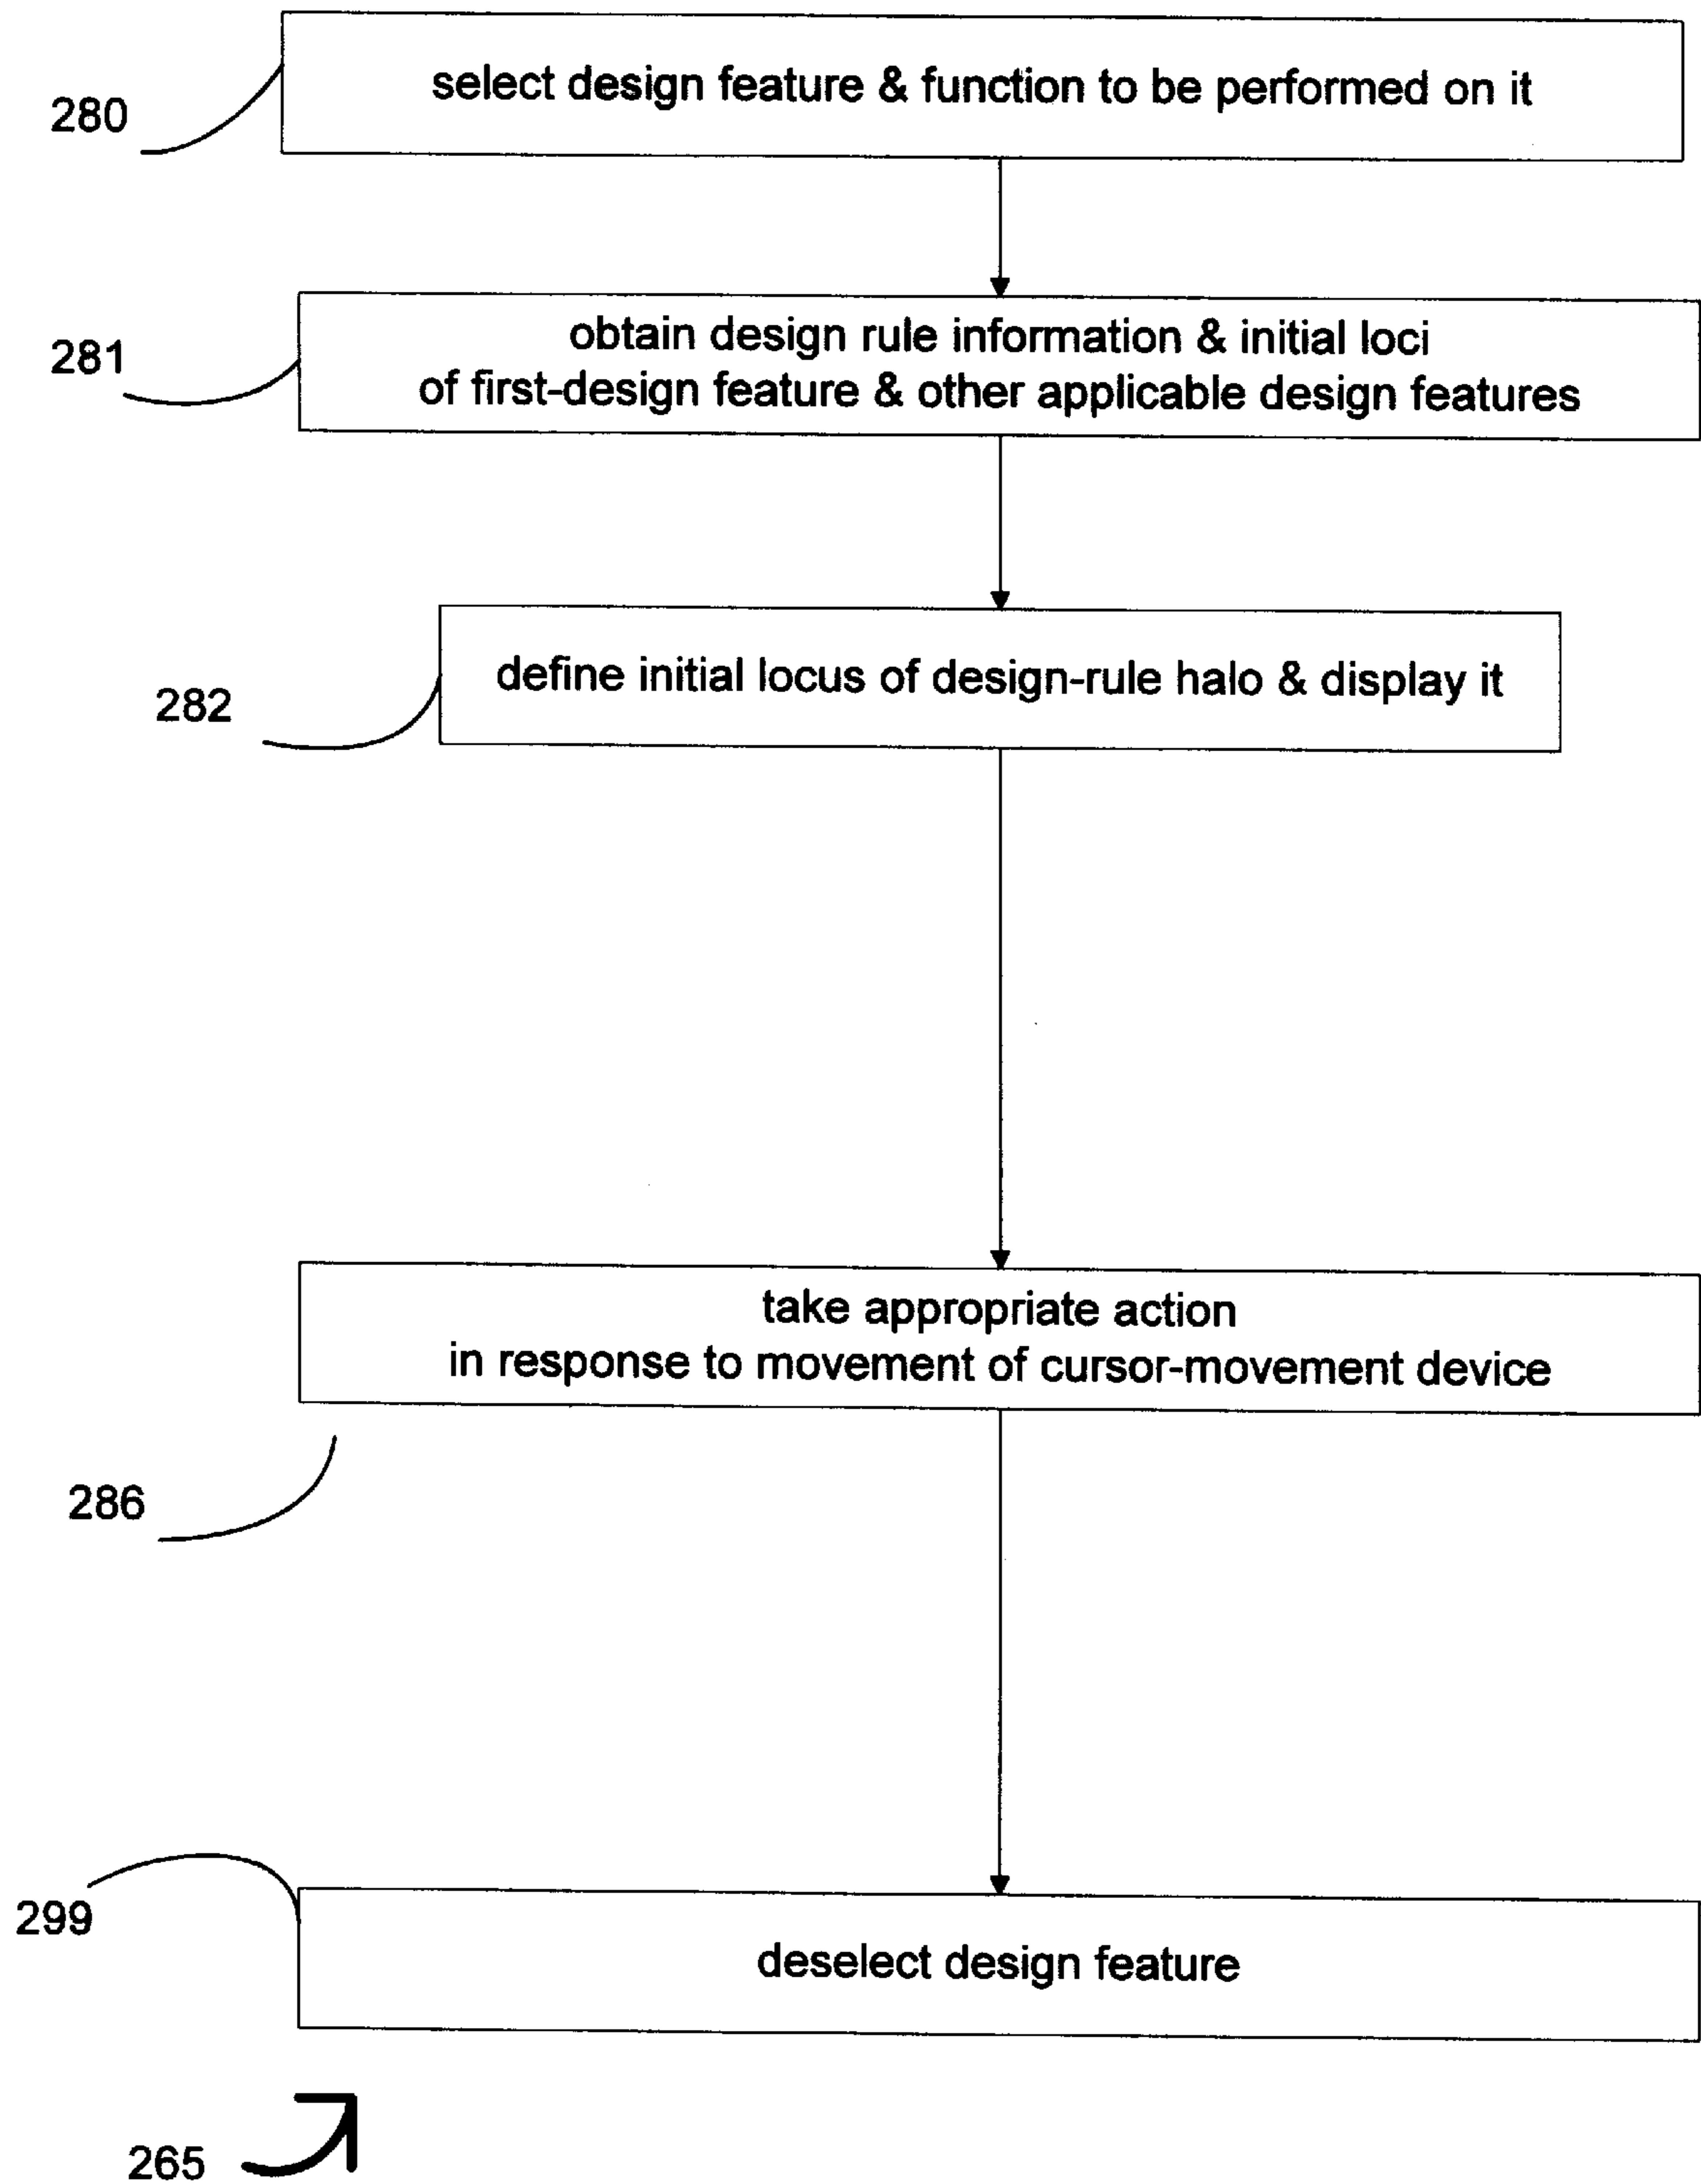 select design feature & function to be performed on it
280
obtain design rule information & initial loci
of first-design feature & other applicable design features
281
define initial locus of design-rule halo & display it
282
take appropriate action
in response to movement of cursor-movement device
286
299
deselect design feature
265